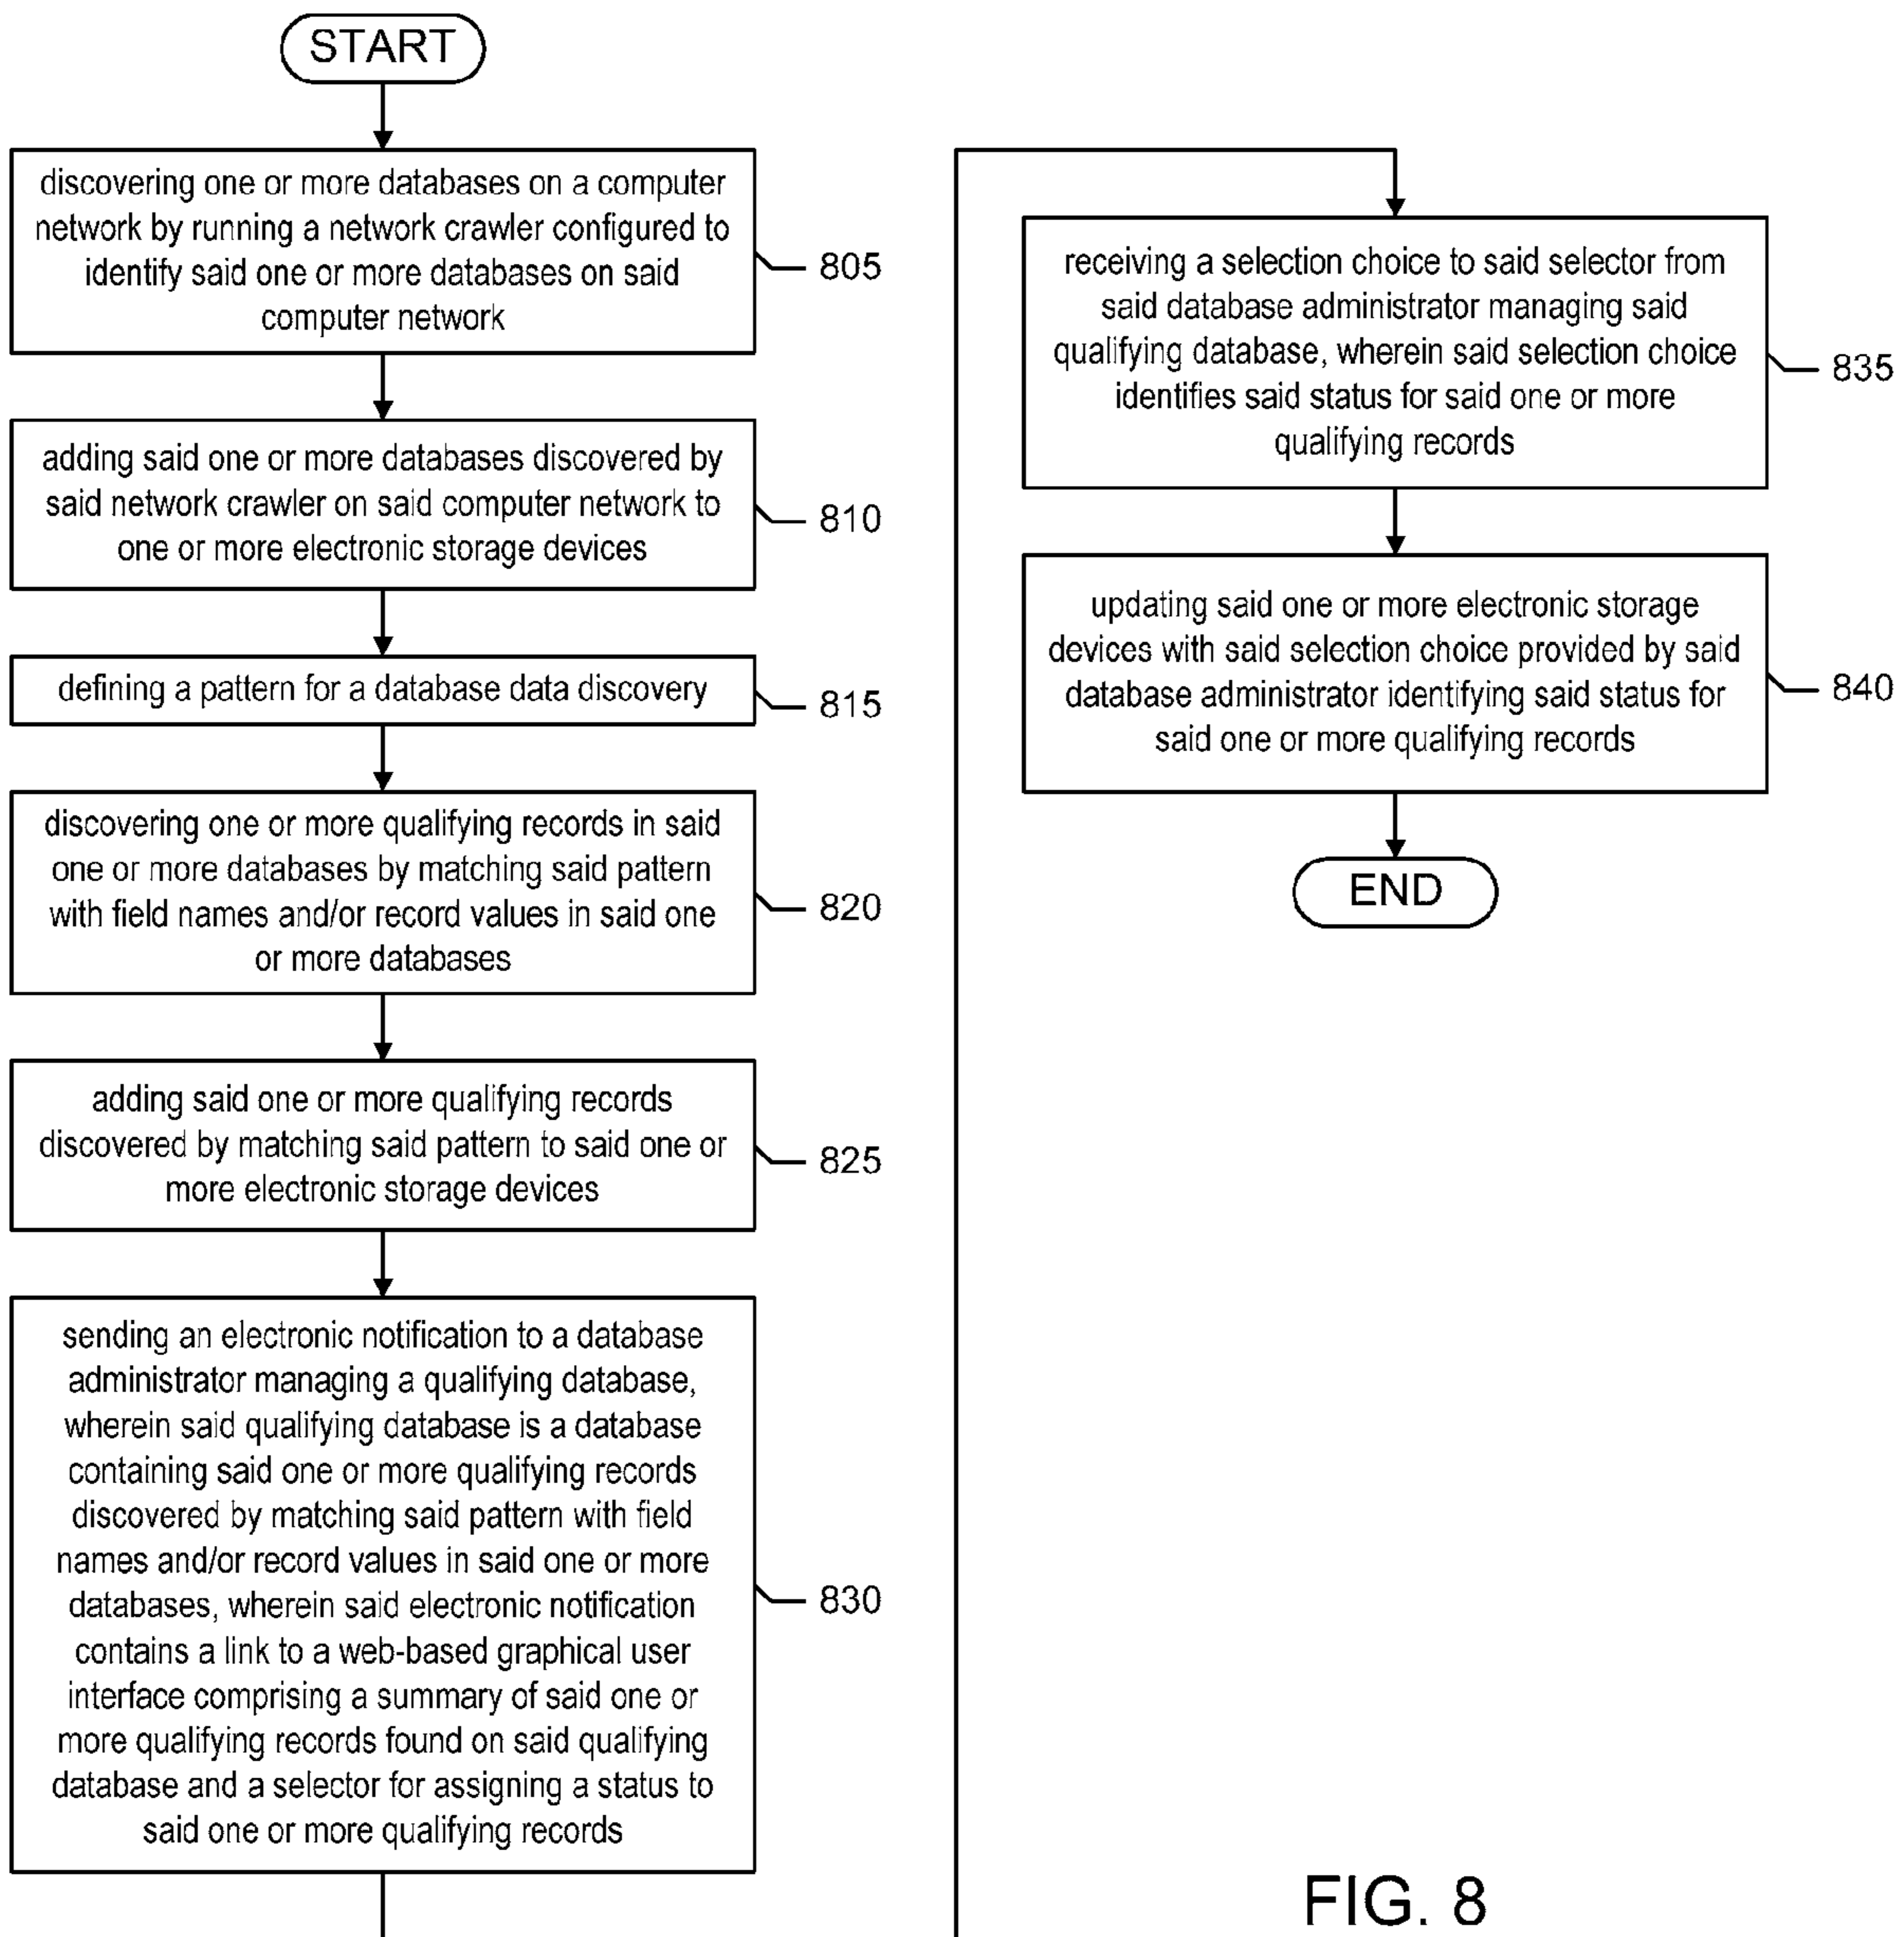 START
discovering one or more databases on a computer
network by running a network crawler configured to
identify said one or more databases on said
computer network
805
adding said one or more databases discovered by
said network crawler on said computer network to
one or more electronic storage devices
810
defining a pattern for a database data discovery
815
discovering one or more qualifying records in said
one or more databases by matching said pattern
with field names and/or record values in said one
or more databases
820
adding said one or more qualifying records
discovered by matching said pattern to said one or
more electronic storage devices
825
sending an electronic notification to a database
administrator managing a qualifying database,
wherein said qualifying database is a database
containing said one or more qualifying records
discovered by matching said pattern with field
names and/or record values in said one or more
databases, wherein said electronic notification
contains a link to a web-based graphical user
interface comprising a summary of said one or
more qualifying records found on said qualifying
database and a selector for assigning a status to
said one or more qualifying records
830
receiving a selection choice to said selector from
said database administrator managing said
qualifying database, wherein said selection choice
identifies said status for said one or more
qualifying records
835
updating said one or more electronic storage
devices with said selection choice provided by said
database administrator identifying said status for
said one or more qualifying records
840
END
FIG. 8